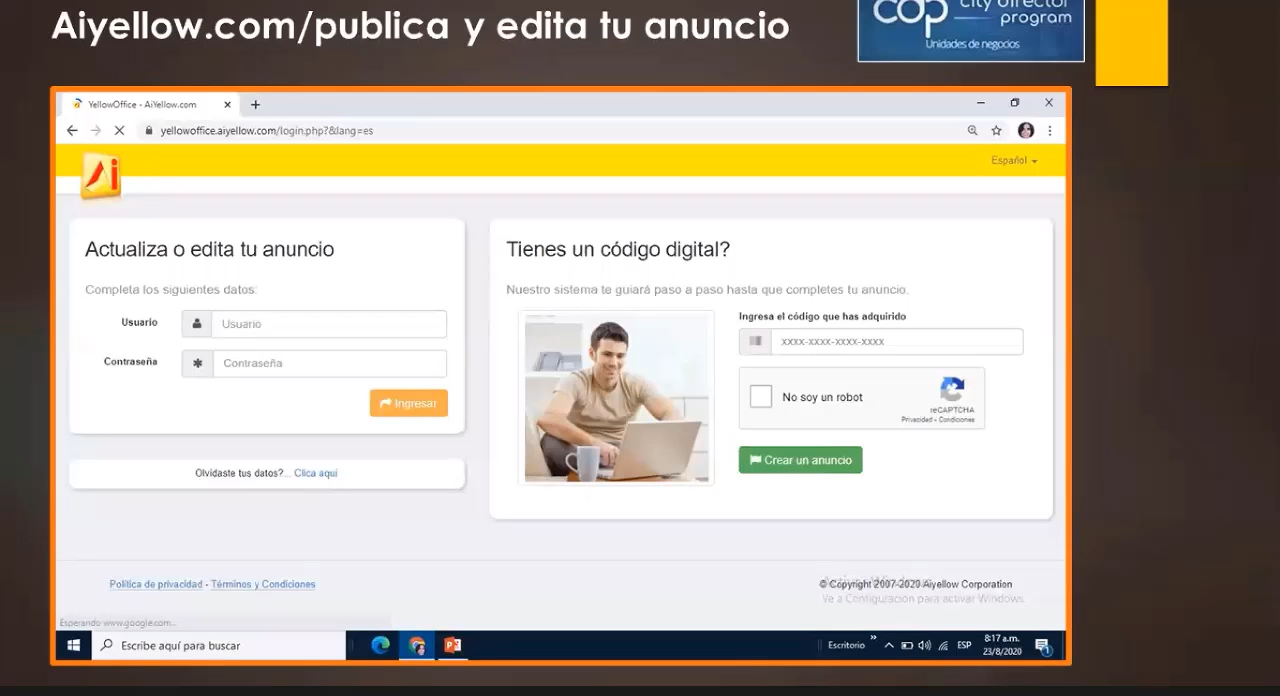 Aiyellow.com/publica y edita tu anuncio
cop city director
program
Unidades de negocios
YellowOffice - AiYellow.com
yellowoffice.aiyellow.com/login.php?&lang=es
Español
Ai
Actualiza o edita tu anuncio
Completa los siguientes datos:
Usuario Usuario
Contraseña Contraseña
Ingresar
Olvidaste tus datos?... Clica aquí
Tienes un código digital?
Nuestro sistema te guiará paso a paso hasta que completes tu anuncio.
Ingresa el código que has adquirido
xxxx-xxxx-xxxx-xxxx
No soy un robot
reCAPTCHA
Privacidad - Condiciones
Crear un anuncio
Política de privacidad - Términos y Condiciones
© Copyright 2007-2020 Aiyellow Corporation
Ve a Configuración para activar Windows.
Esperando www.google.com...
Escribe aquí para buscar
Escritorio
ESP
8:17 a.m.
23/8/2020
1